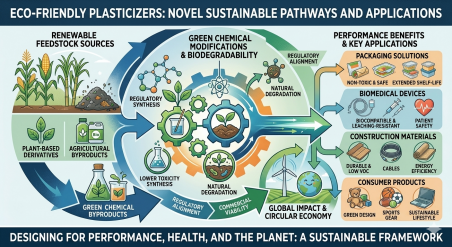 ECO-FRIENDLY PLASTICIZERS: NOVEL SUSTAINABLE PATHWAYS AND APPLICATIONS
RENEWABLE
FEEDSTOCK SOURCES
PLANT-BASED
DERIVATIVES
AGRICULTURAL
BYPRODUCTS
GREEN CHEMICAL
BYPRODUCTS
GREEN CHEMICAL
MODIFICATIONS
& BIODEGRADABILITY
REGULATORY
SYNTHESIS
REGULATORY
ALIGNMENT
NATURAL
DEGRADATION
LOWER TOXICITY
SYNTHESIS
NATURAL
DEGRADATION
REGULATORY
ALIGNMENT
COMMERCIAL
VIABILITY
GLOBAL IMPACT &
CIRCULAR ECONOMY
PERFORMANCE BENEFITS
& KEY APPLICATIONS
PACKAGING SOLUTIONS
NON-TOXIC & SAFE
EXTENDED SHELF-LIFE
BIOMEDICAL DEVICES
BIOCOMPATIBLE &
LEACHING-RESISTANT
PATIENT
SAFETY
CONSTRUCTION MATERIALS
DURABLE &
LOW VOC
CABLES
ENERGY
EFFICIENCY
CONSUMER PRODUCTS
GREEN DESIGN
SPORTS
GEAR
SUSTAINABLE
LIFESTYLE
DESIGNING FOR PERFORMANCE, HEALTH, AND THE PLANET: A SUSTAINABLE FRAMEWORK